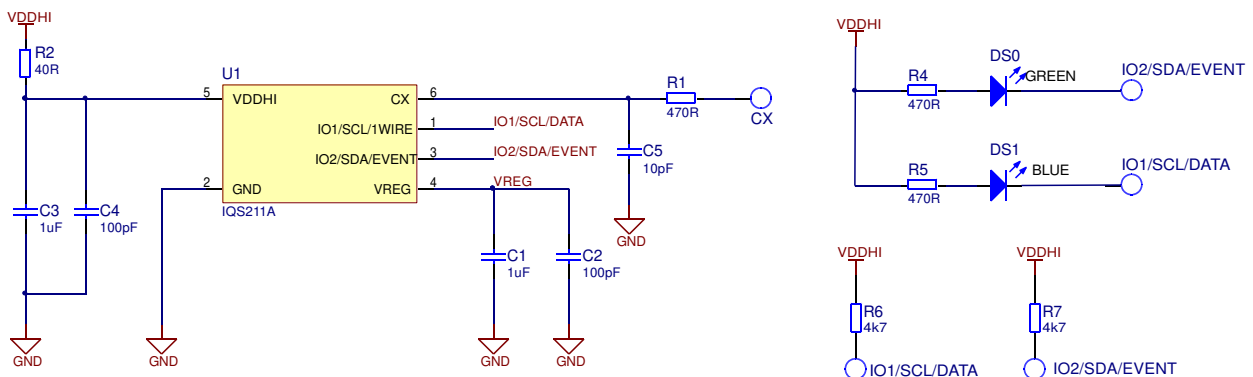 VDDHI
R2
40R
U1
5
VDDHI
CX
6
IO1/SCL/1WIRE
1
IO1/SCL/DATA
IO2/SDA/EVENT
3
IO2/SDA/EVENT
2
GND
VREG
4
VREG
IQS211A
C3
1uF
C4
100pF
GND
GND
C1
1uF
C2
100pF
GND
GND
R1
470R
CX
C5
10pF
GND
VDDHI
R4
470R
DS0
GREEN
IO2/SDA/EVENT
R5
470R
DS1
BLUE
IO1/SCL/DATA
VDDHI
R6
4k7
IO1/SCL/DATA
VDDHI
R7
4k7
IO2/SDA/EVENT